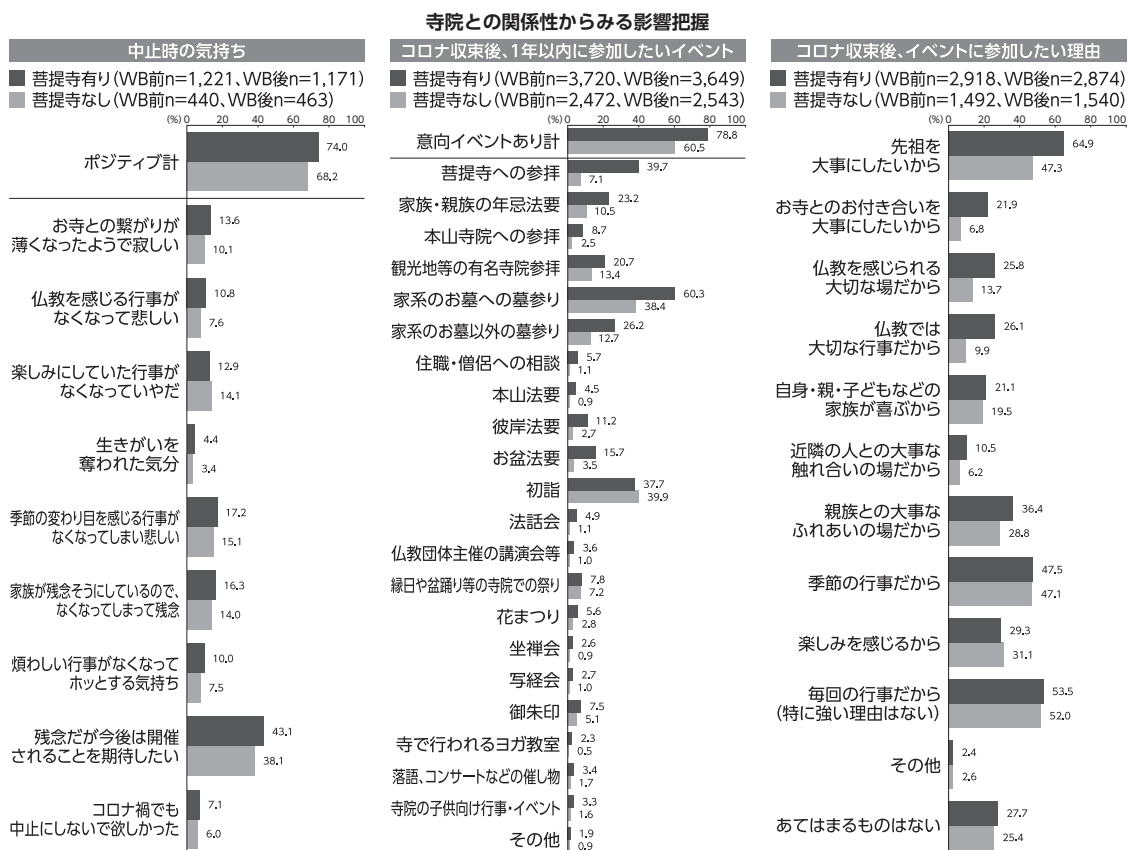 寺院との関係性からみる影響把握
中止時の気持ち
■ 菩提寺有り(WB前n=1,221、WB後n=1,171)
■ 菩提寺なし(WB前n=440、WB後n=463)
(%) 0 20 40 60 80 100
ポジティブ計
74.0
68.2
お寺との繋がりが
薄くなったようで寂しい
13.6
10.1
仏教を感じる行事が
なくなって悲しい
10.8
7.6
楽しみにしていた行事が
なくなっていやだ
12.9
14.1
生きがいを
奪われた気分
4.4
3.4
季節の変わり目を感じる行事が
なくなってしまい悲しい
17.2
15.1
家族が残念そうにしているので、
なくなってしまって残念
16.3
14.0
煩わしい行事がなくなって
ホッとする気持ち
10.0
7.5
残念だが今後は開催
されることを期待したい
43.1
38.1
コロナ禍でも
中止にしないで欲しかった
7.1
6.0
コロナ収束後、1年以内に参加したいイベント
■ 菩提寺有り(WB前n=3,720、WB後n=3,649)
■ 菩提寺なし(WB前n=2,472、WB後n=2,543)
(%) 0 20 40 60 80 100
意向イベントあり計
78.8
60.5
菩提寺への参拝
39.7
7.1
家族・親族の年忌法要
23.2
10.5
本山寺院への参拝
8.7
2.5
観光地等の有名寺院参拝
20.7
13.4
家系のお墓への墓参り
60.3
38.4
家系のお墓以外の墓参り
26.2
12.7
住職・僧侶への相談
5.7
1.1
本山法要
4.5
0.9
彼岸法要
11.2
2.7
お盆法要
15.7
3.5
初詣
37.7
39.9
法話会
4.9
1.1
仏教団体主催の講演会等
3.6
1.0
縁日や盆踊り等の寺院での祭り
7.8
7.2
花まつり
5.6
2.8
坐禅会
2.6
0.9
写経会
2.7
1.0
御朱印
7.5
5.1
寺で行われるヨガ教室
2.3
0.5
落語、コンサートなどの催し物
3.4
1.7
寺院の子供向け行事・イベント
3.3
1.6
その他
1.9
0.9
コロナ収束後、イベントに参加したい理由
■ 菩提寺有り(WB前n=2,918、WB後n=2,874)
■ 菩提寺なし(WB前n=1,492、WB後n=1,540)
(%) 0 20 40 60 80 100
先祖を
大事にしたいから
64.9
47.3
お寺とのお付き合いを
大事にしたいから
21.9
6.8
仏教を感じられる
大切な場だから
25.8
13.7
仏教では
大切な行事だから
26.1
9.9
自身・親・子どもなどの
家族が喜ぶから
21.1
19.5
近隣の人との大事な
触れ合いの場だから
10.5
6.2
親族との大事な
ふれあいの場だから
36.4
28.8
季節の行事だから
47.5
47.1
楽しみを感じるから
29.3
31.1
毎回の行事だから
(特に強い理由はない)
53.5
52.0
その他
2.4
2.6
あてはまるものはない
27.7
25.4